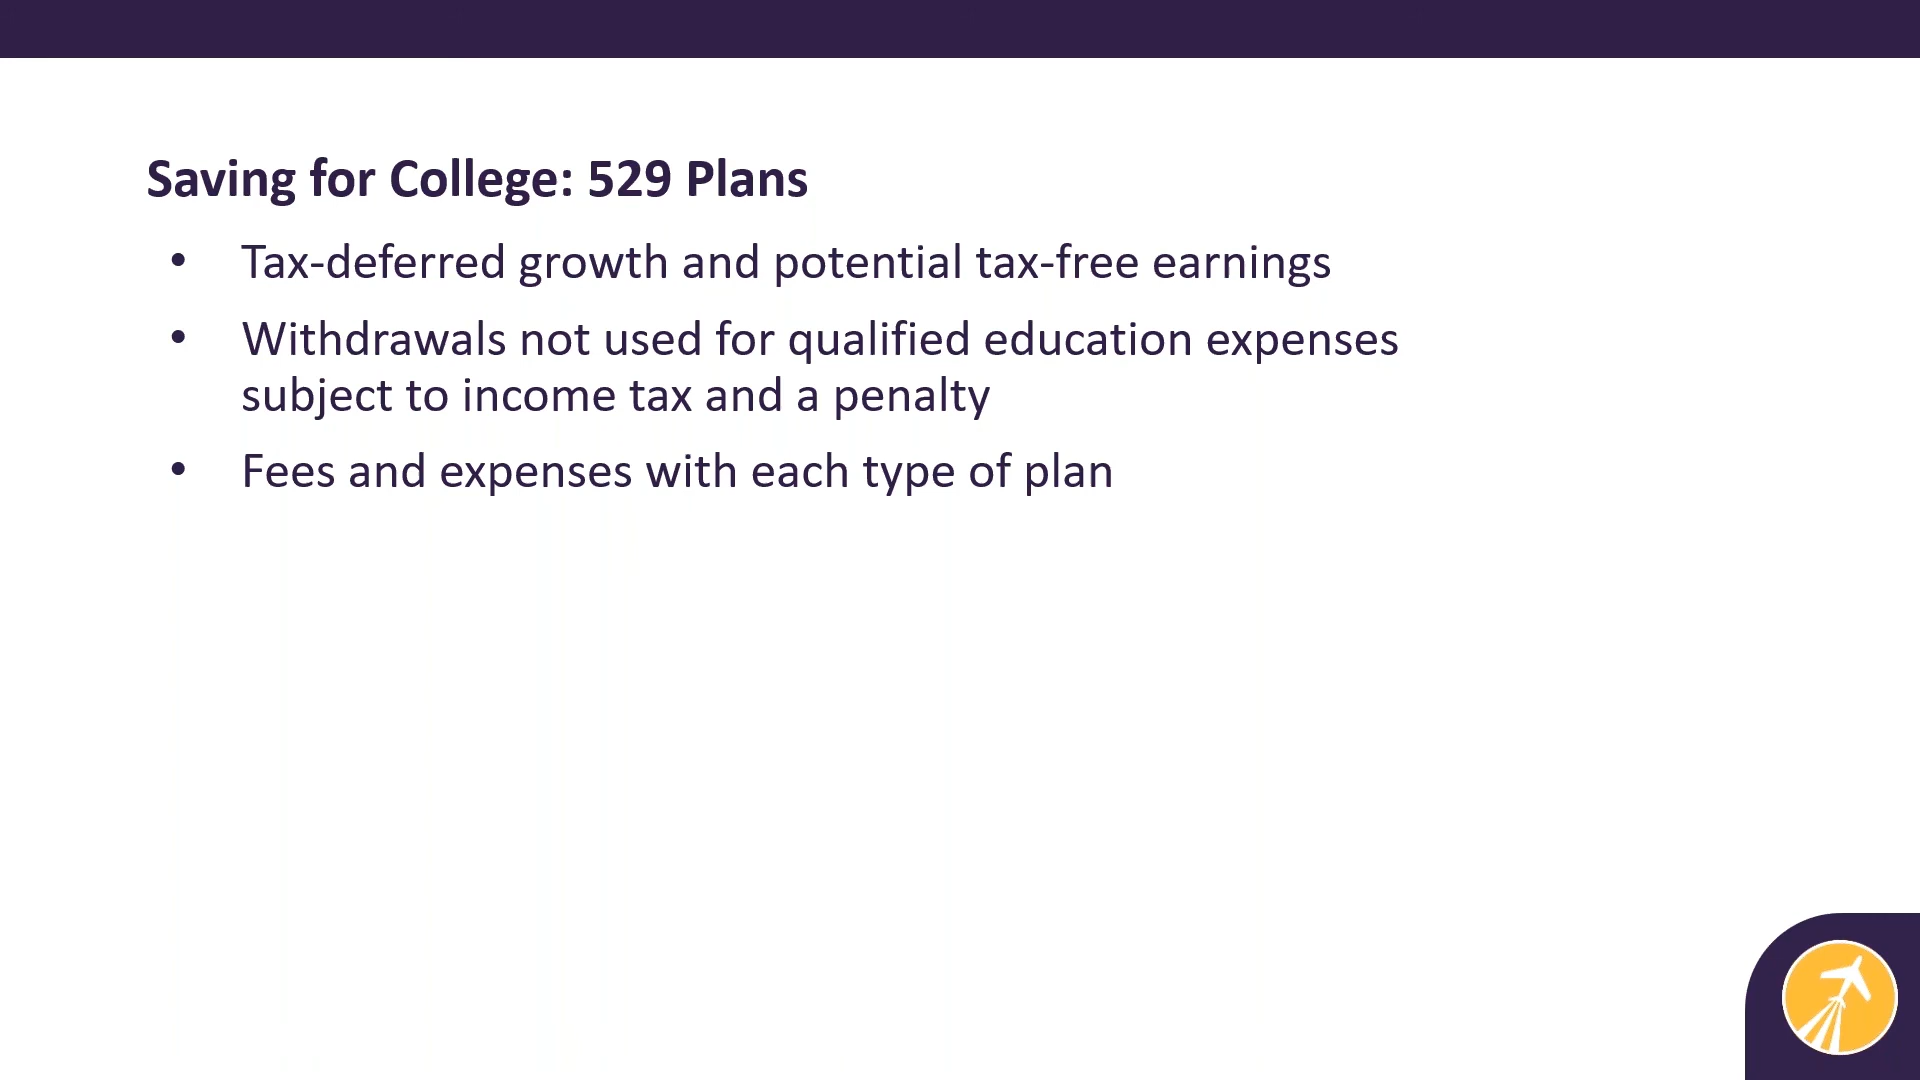 Saving for College: 529 Plans
• Tax-deferred growth and potential tax-free earnings
• Withdrawals not used for qualified education expenses
subject to income tax and a penalty
• Fees and expenses with each type of plan